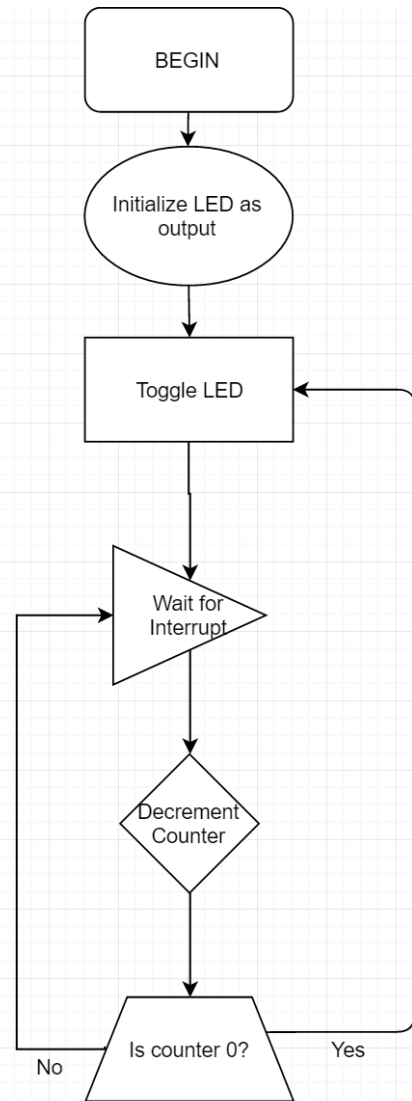 BEGIN
Initialize LED as
output
Toggle LED
Wait for
Interrupt
Decrement
Counter
Is counter 0?
No
Yes